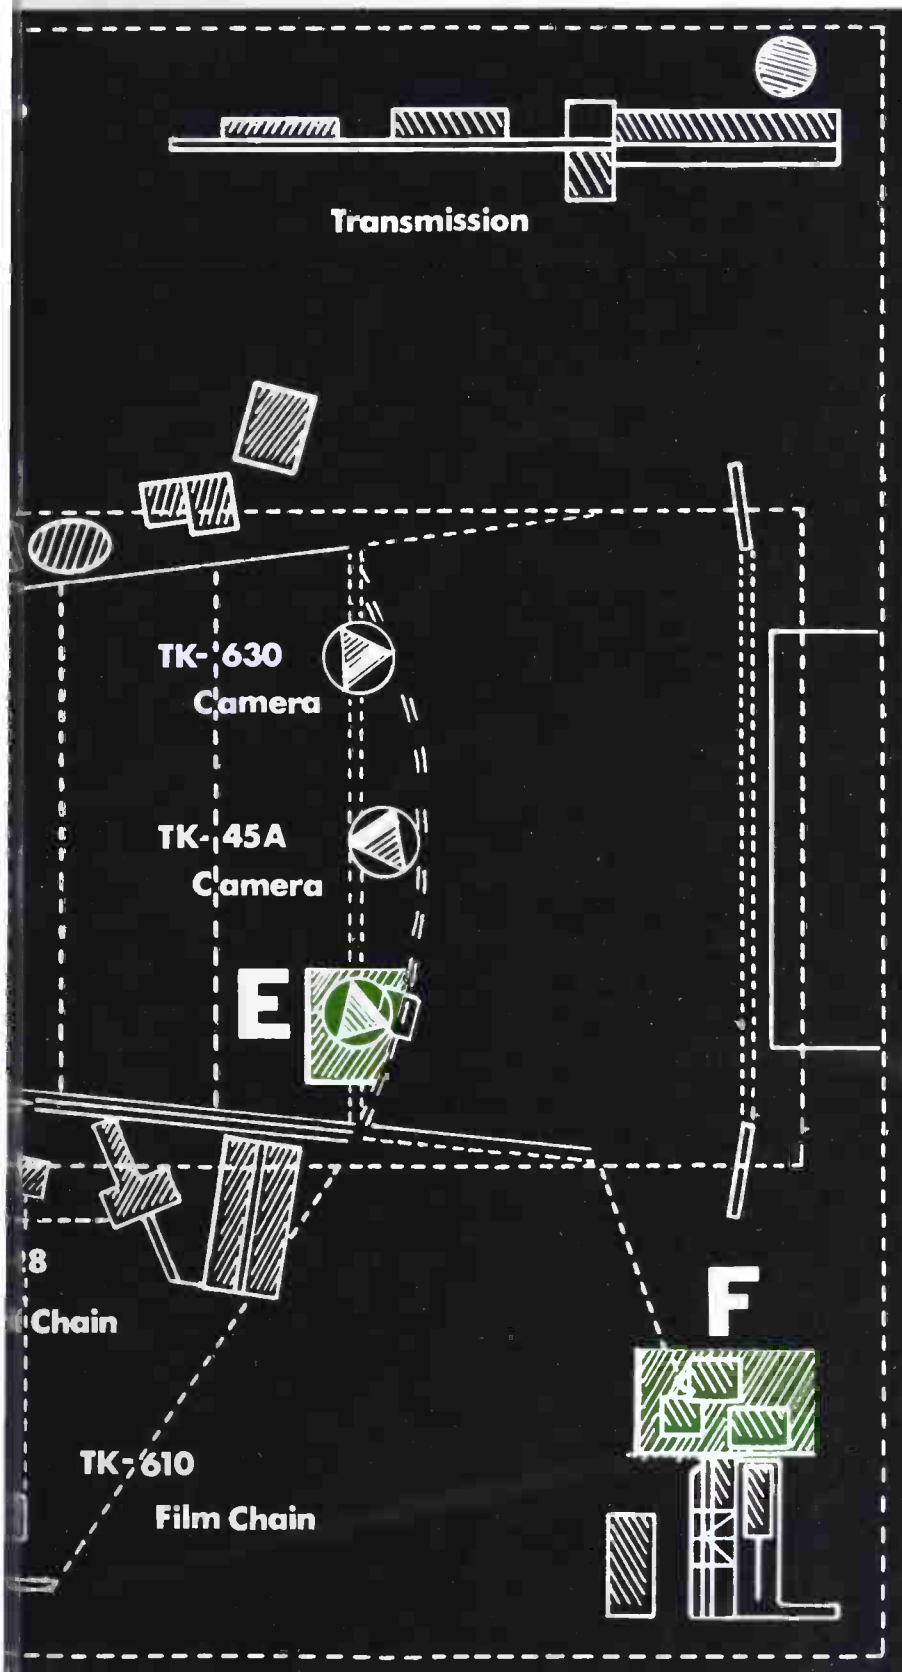 Transmission
TK-630
Camera
TK-45A
Camera
E
F
28
Chain
TK-610
Film Chain